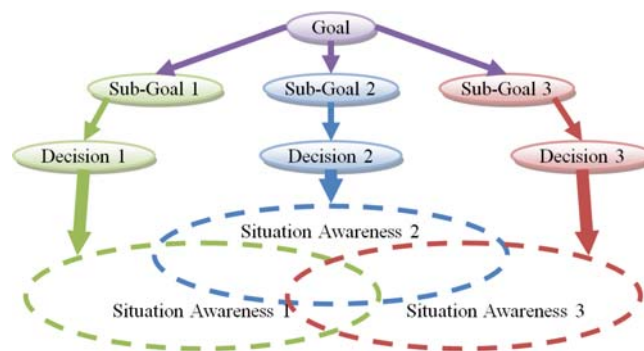 Goal
Sub-Goal 1
Sub-Goal 2
Sub-Goal 3
Decision 1
Decision 2
Decision 3
Situation Awareness 2
Situation Awareness 1
Situation Awareness 3